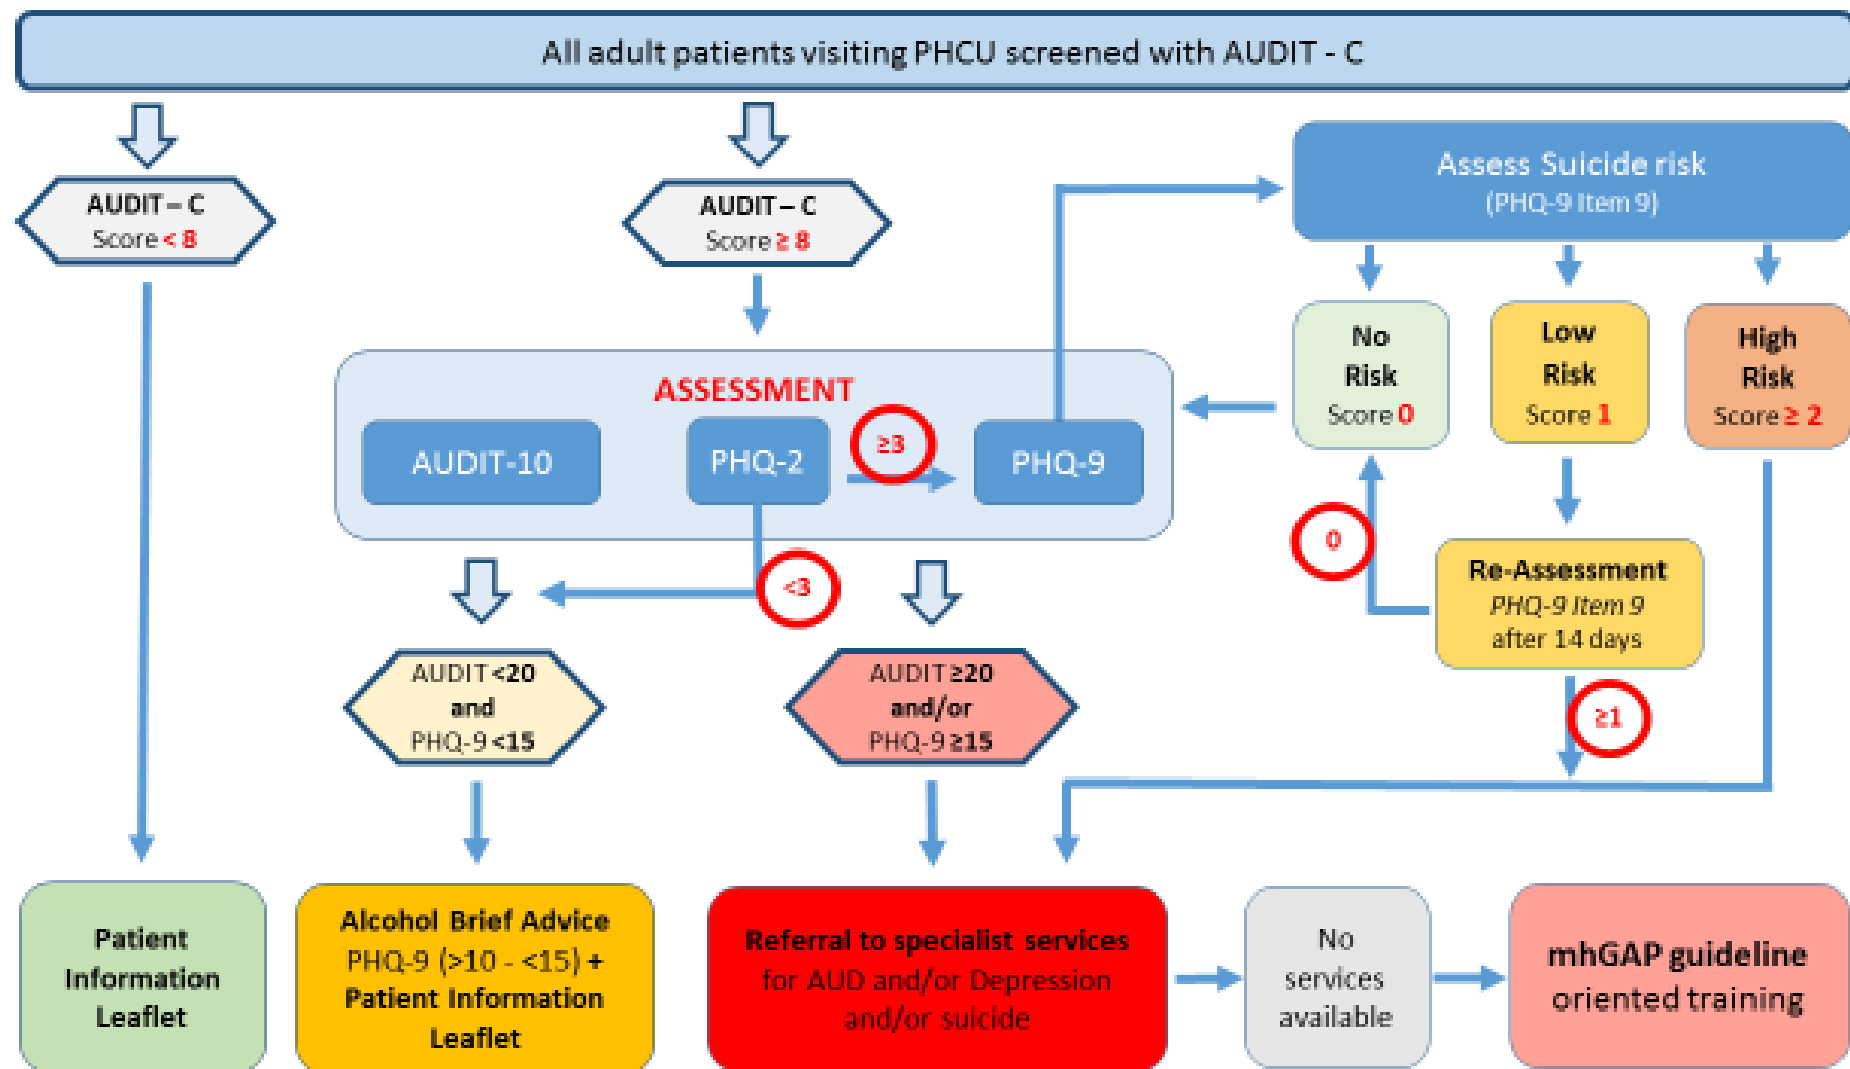 All adult patients visiting PHCU screened with AUDIT - C
AUDIT – C
Score < 8
AUDIT – C
Score ≥ 8
Assess Suicide risk
(PHQ-9 Item 9)
No
Risk
Score 0
Low
Risk
Score 1
High
Risk
Score ≥ 2
ASSESSMENT
AUDIT-10
PHQ-2
≥3
PHQ-9
<3
0
Re-Assessment
PHQ-9 Item 9
after 14 days
≥1
AUDIT <20
and
PHQ-9 <15
AUDIT ≥20
and/or
PHQ-9 ≥15
Patient
Information
Leaflet
Alcohol Brief Advice
PHQ-9 (>10 - <15) +
Patient Information
Leaflet
Referral to specialist services
for AUD and/or Depression
and/or suicide
No
services
available
mhGAP guideline
oriented training